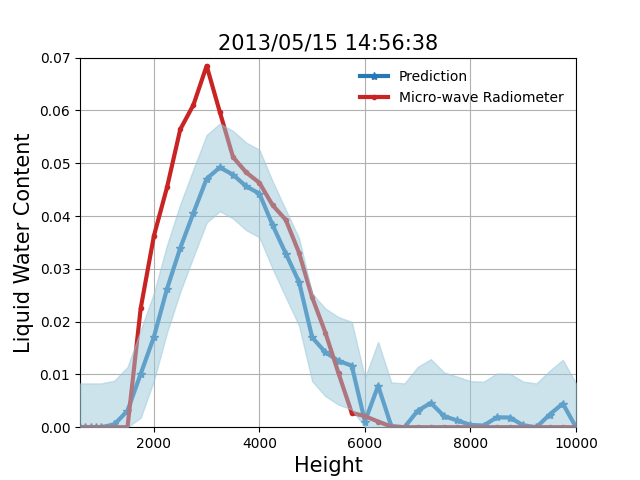 2013/05/15 14:56:38
Prediction
Micro-wave Radiometer
Liquid Water Content
0.07
0.06
0.05
0.04
0.03
0.02
0.01
0.00
2000 4000 6000 8000 10000
Height